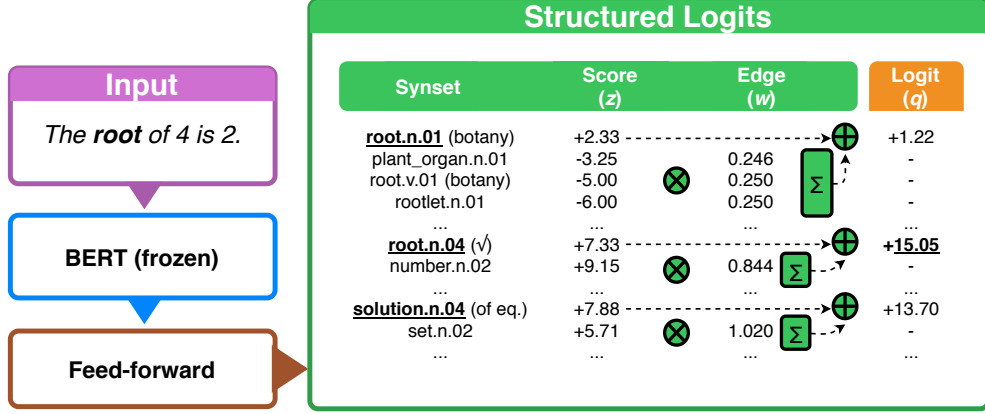 Structured Logits
Input
The root of 4 is 2.
BERT (frozen)
Feed-forward
Synset Score (z) Edge (w) Logit (q)
root.n.01 (botany) +2.33 +1.22
plant_organ.n.01 -3.25 0.246 -
root.v.01 (botany) -5.00 0.250 -
rootlet.n.01 -6.00 0.250 -
... ... ... ...
root.n.04 (√) +7.33 +15.05
number.n.02 +9.15 0.844 -
... ... ... ...
solution.n.04 (of eq.) +7.88 +13.70
set.n.02 +5.71 1.020 -
... ... ... ...
Σ
Σ
Σ